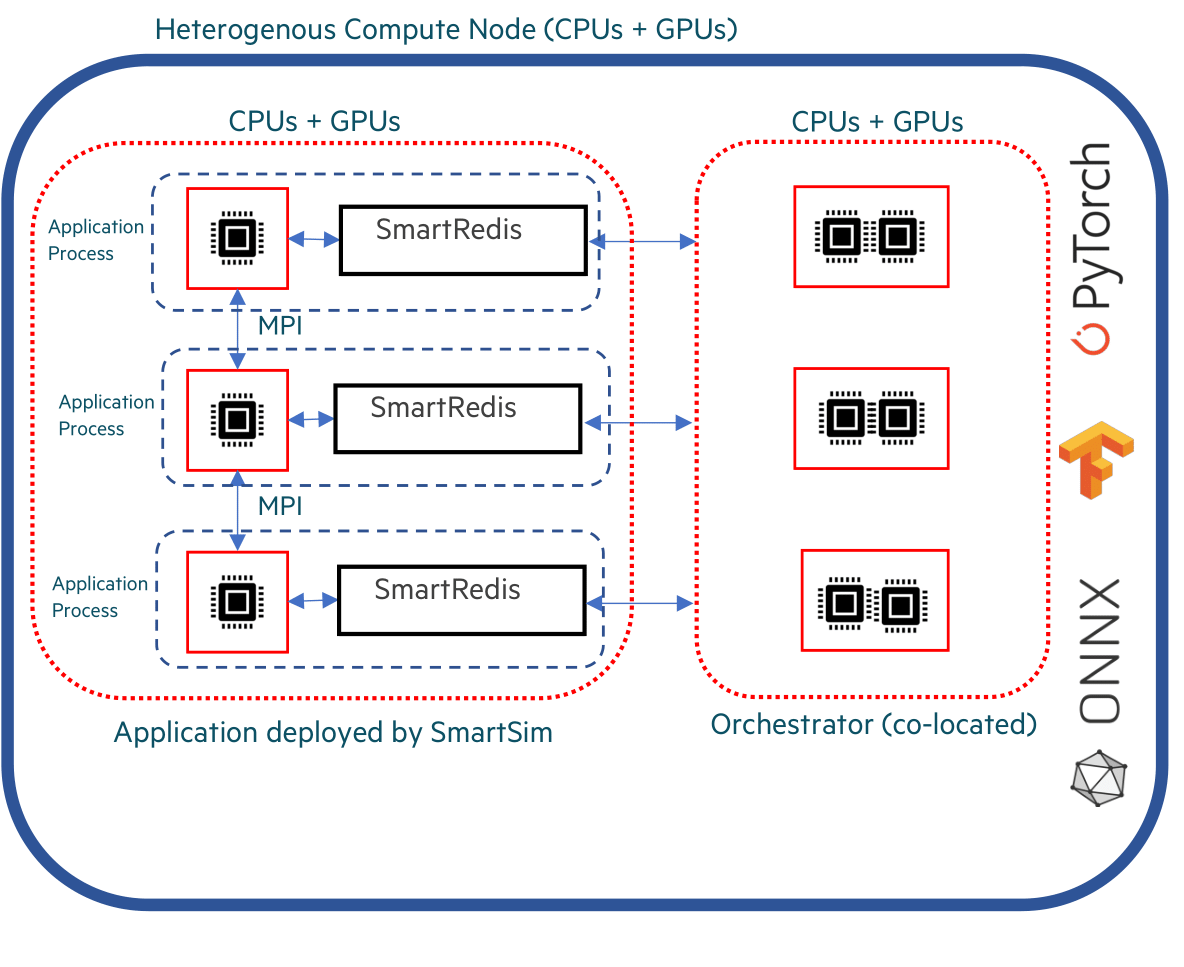 Heterogenous Compute Node (CPUs + GPUs)
CPUs + GPUs
CPUs + GPUs
Application
Process
SmartRedis
MPI
Application
Process
SmartRedis
MPI
Application
Process
SmartRedis
Application deployed by SmartSim
Orchestrator (co-located)
PyTorch
ONNX